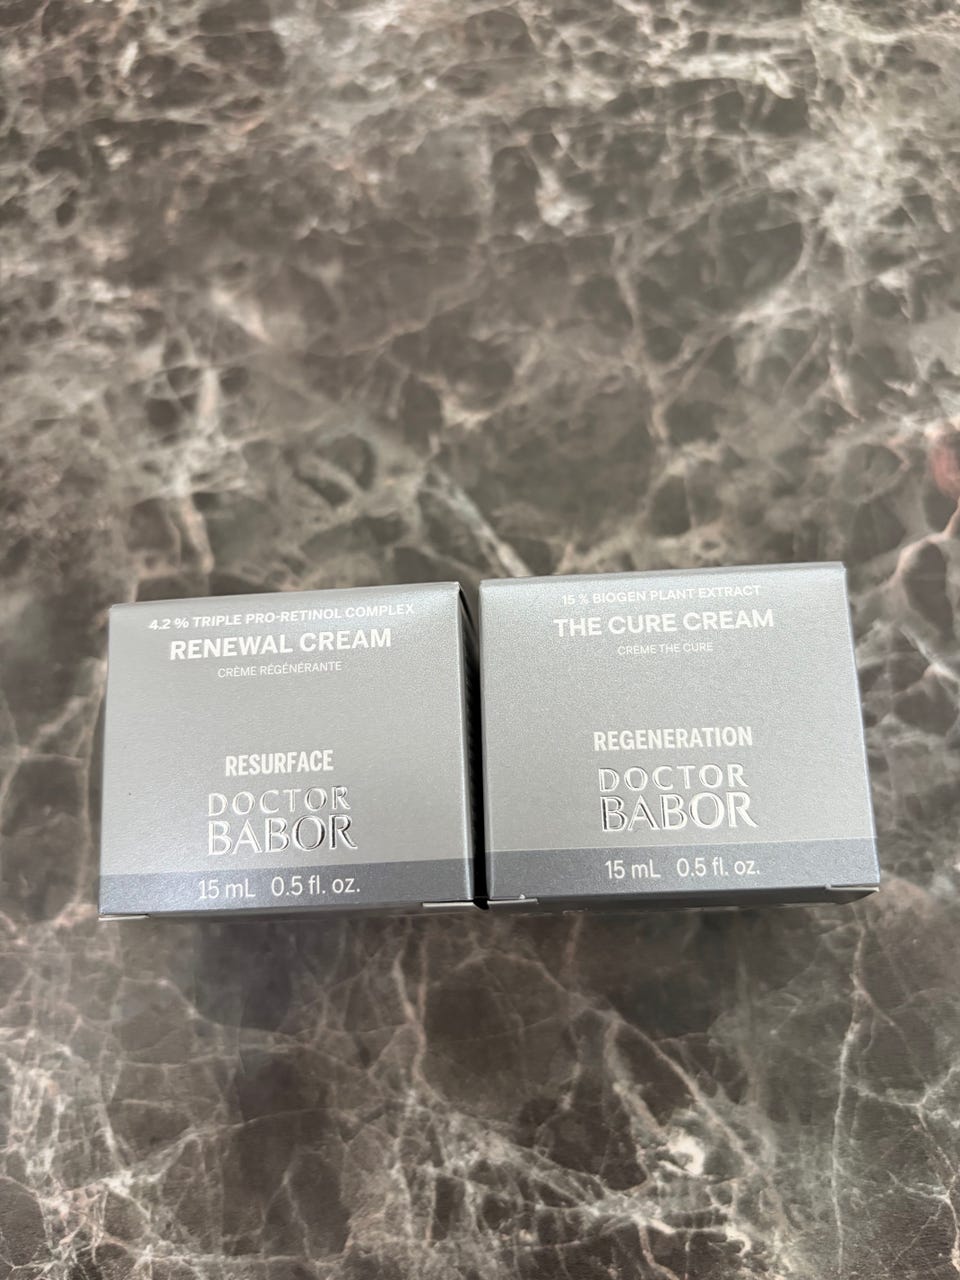 4.2 % TRIPLE PRO-RETINOL COMPLEX
RENEWAL CREAM
CRÈME RÉGÉNÉRANTE
RESURFACE
DOCTOR
BABOR
15 mL 0.5 fl. oz.
15 % BIOGEN PLANT EXTRACT
THE CURE CREAM
CRÈME THE CURE
REGENERATION
DOCTOR
BABOR
15 mL 0.5 fl. oz.